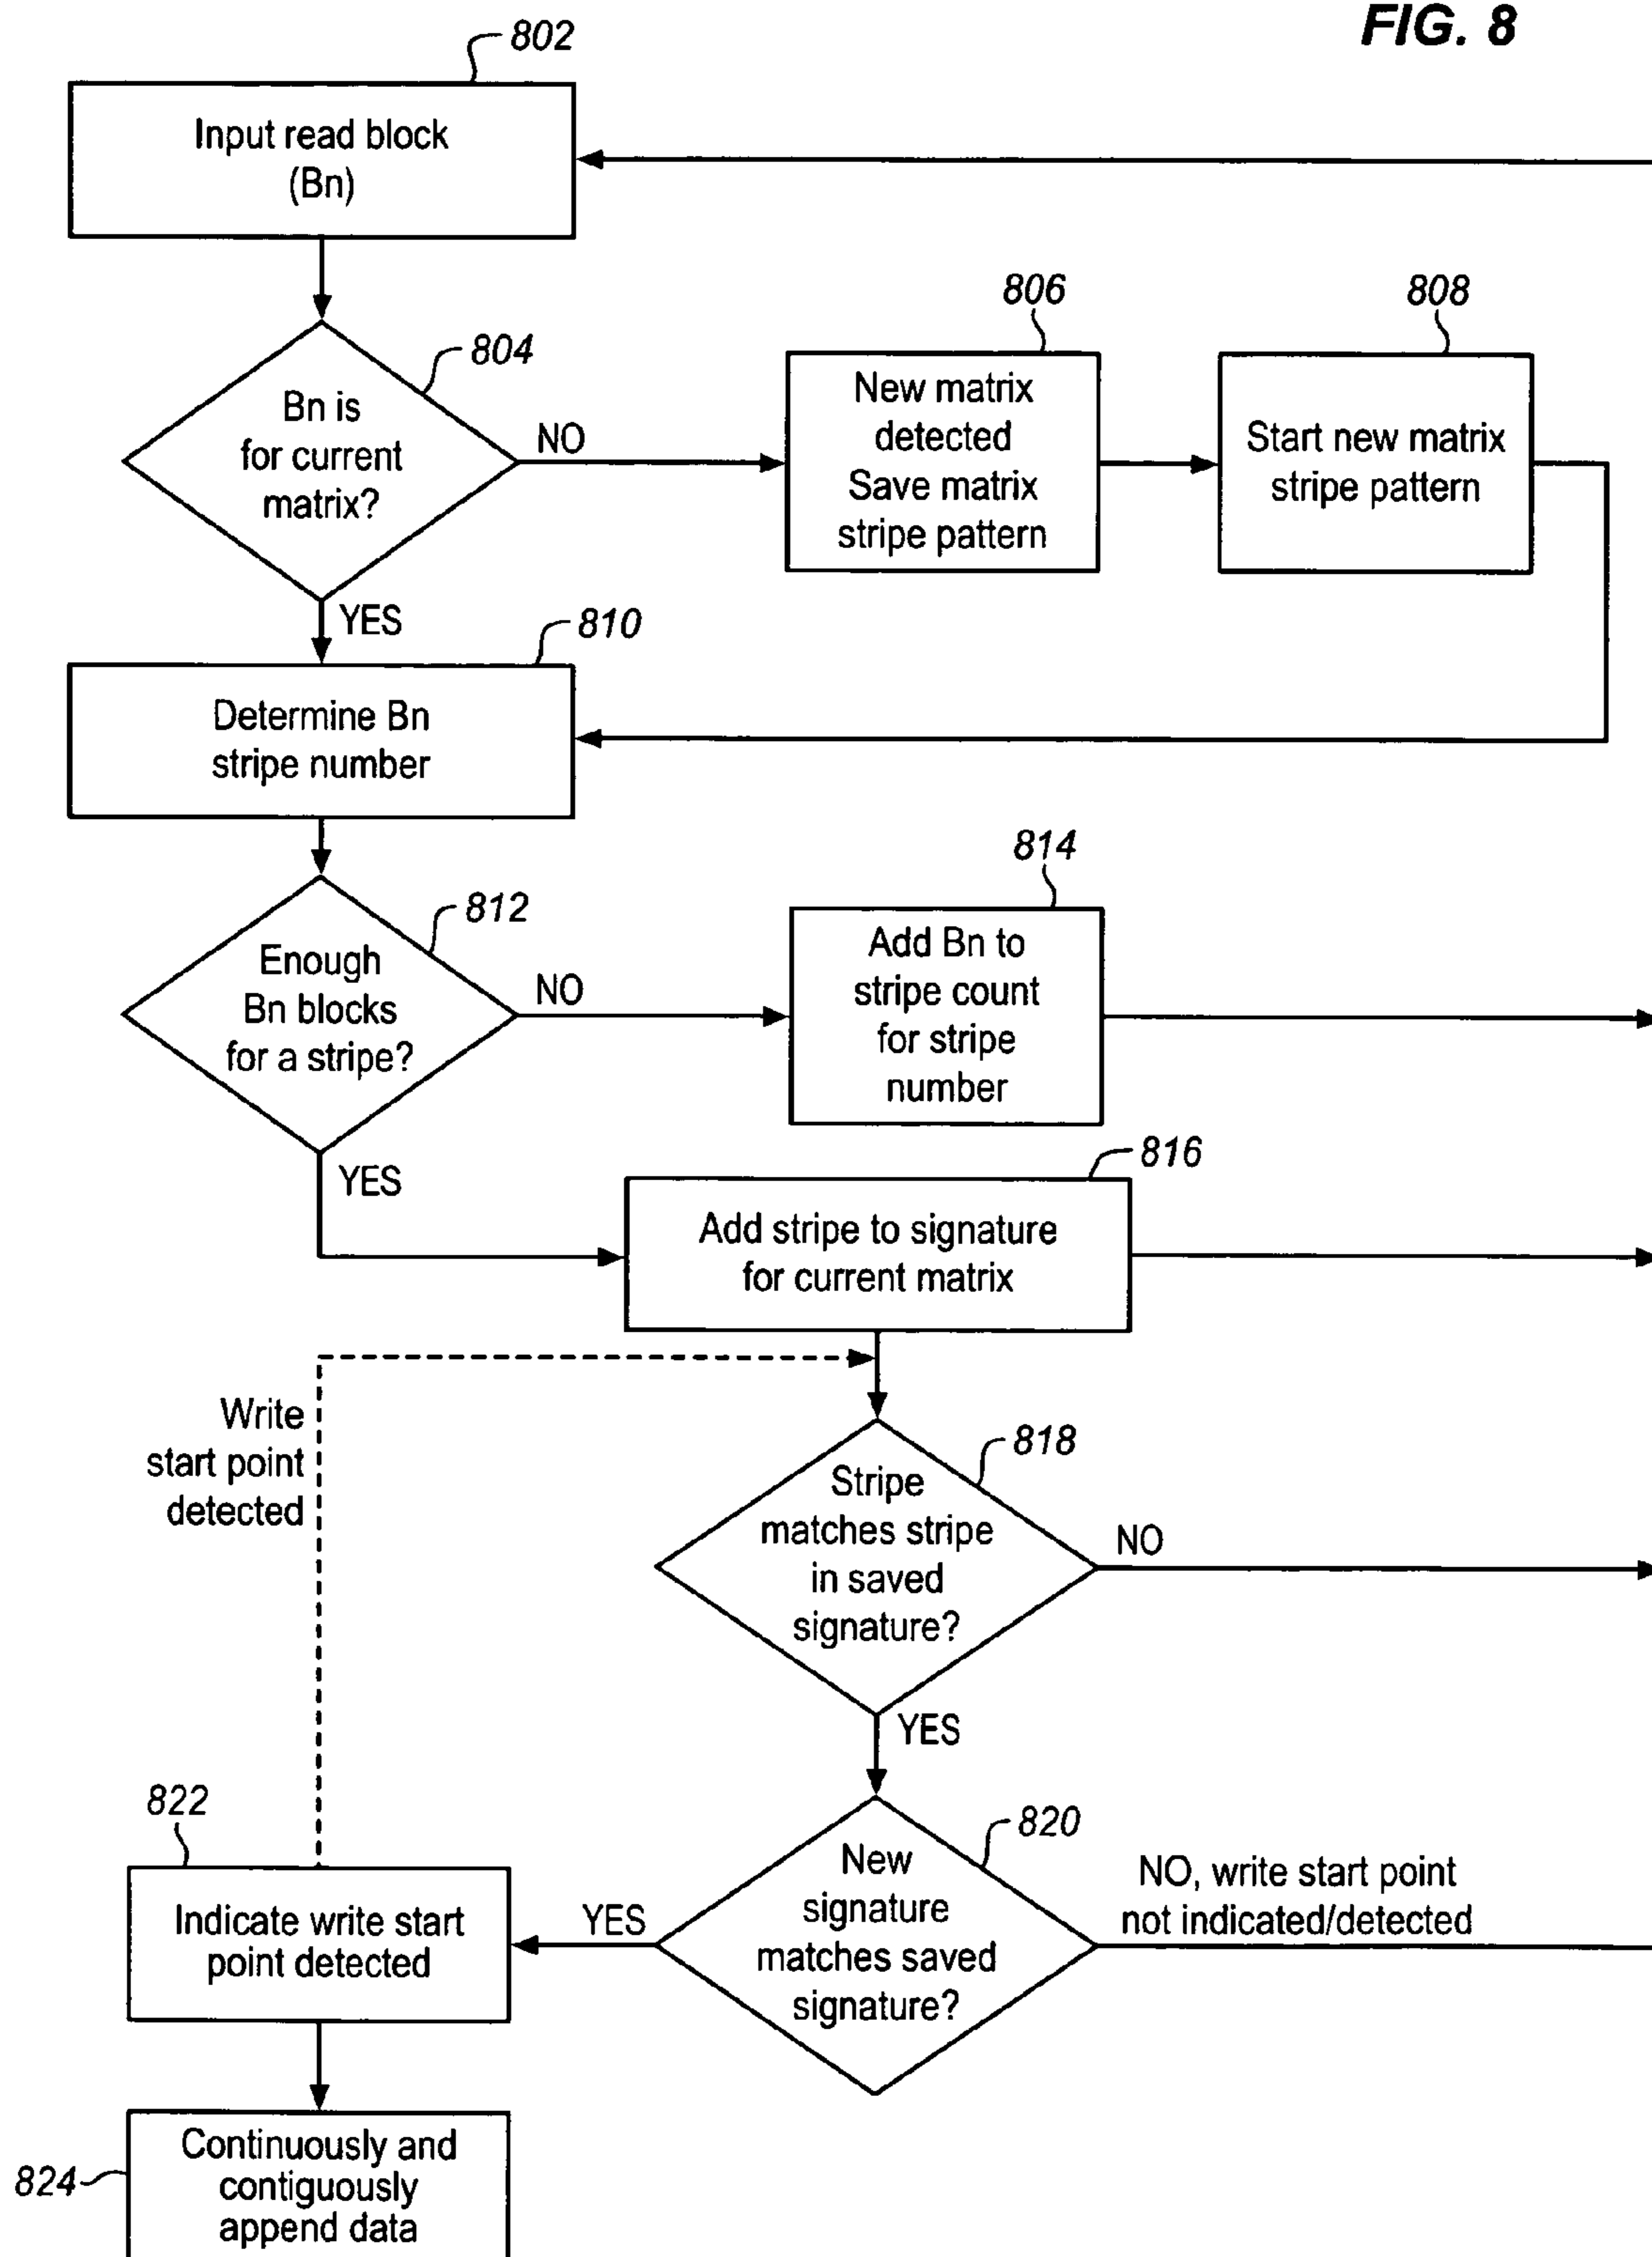 FIG. 8
802
Input read block
(Bn)
804
Bn is
for current
matrix?
NO
YES
806
New matrix
detected
Save matrix
stripe pattern
808
Start new matrix
stripe pattern
810
Determine Bn
stripe number
812
Enough
Bn blocks
for a stripe?
NO
YES
814
Add Bn to
stripe count
for stripe
number
816
Add stripe to signature
for current matrix
Write
start point
detected
818
Stripe
matches stripe
in saved
signature?
NO
YES
820
New
signature
matches saved
signature?
NO, write start point
not indicated/detected
YES
822
Indicate write start
point detected
824
Continuously and
contiguously
append data